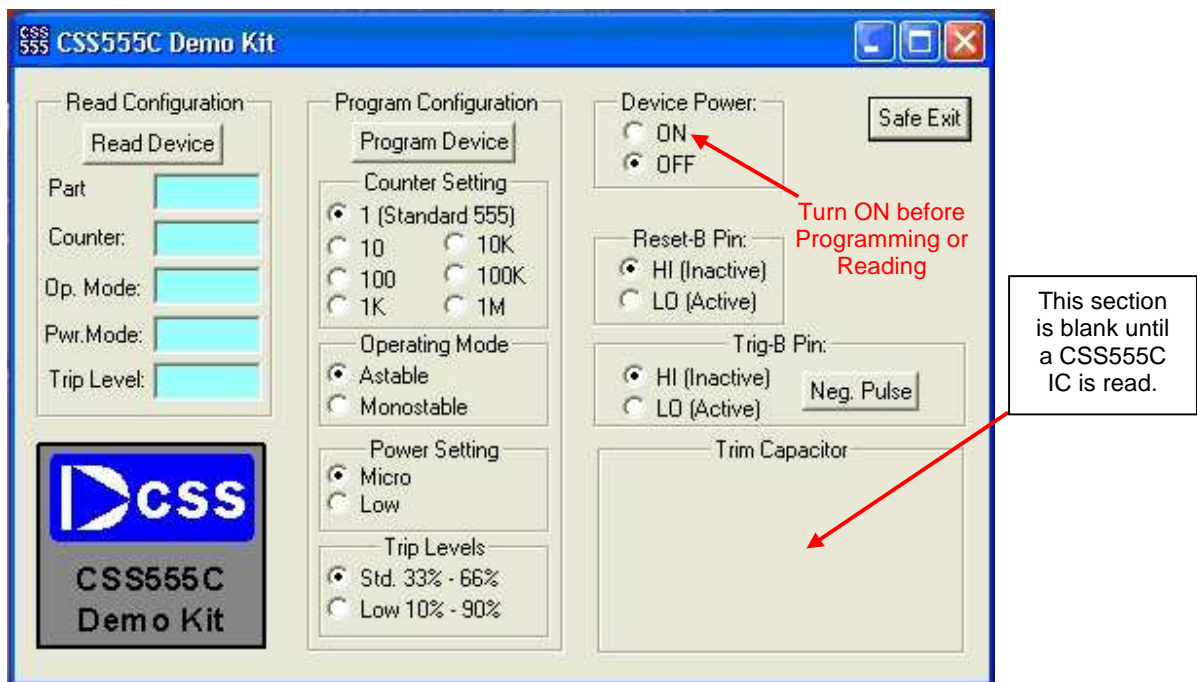 CSS
555 CSS555C Demo Kit
Read Configuration
Read Device
Part
Counter:
Op. Mode:
Pwr.Mode:
Trip Level:
CSS
CSS555C
Demo Kit
Program Configuration
Program Device
Counter Setting
1 (Standard 555)
10 10K
100 100K
1K 1M
Operating Mode
Astable
Monostable
Power Setting
Micro
Low
Trip Levels
Std. 33% - 66%
Low 10% - 90%
Device Power:
ON
OFF
Safe Exit
Turn ON before
Programming or
Reading
Reset-B Pin:
HI (Inactive)
LO (Active)
Trig-B Pin:
HI (Inactive)
LO (Active)
Neg. Pulse
Trim Capacitor
This section
is blank until
a CSS555C
IC is read.